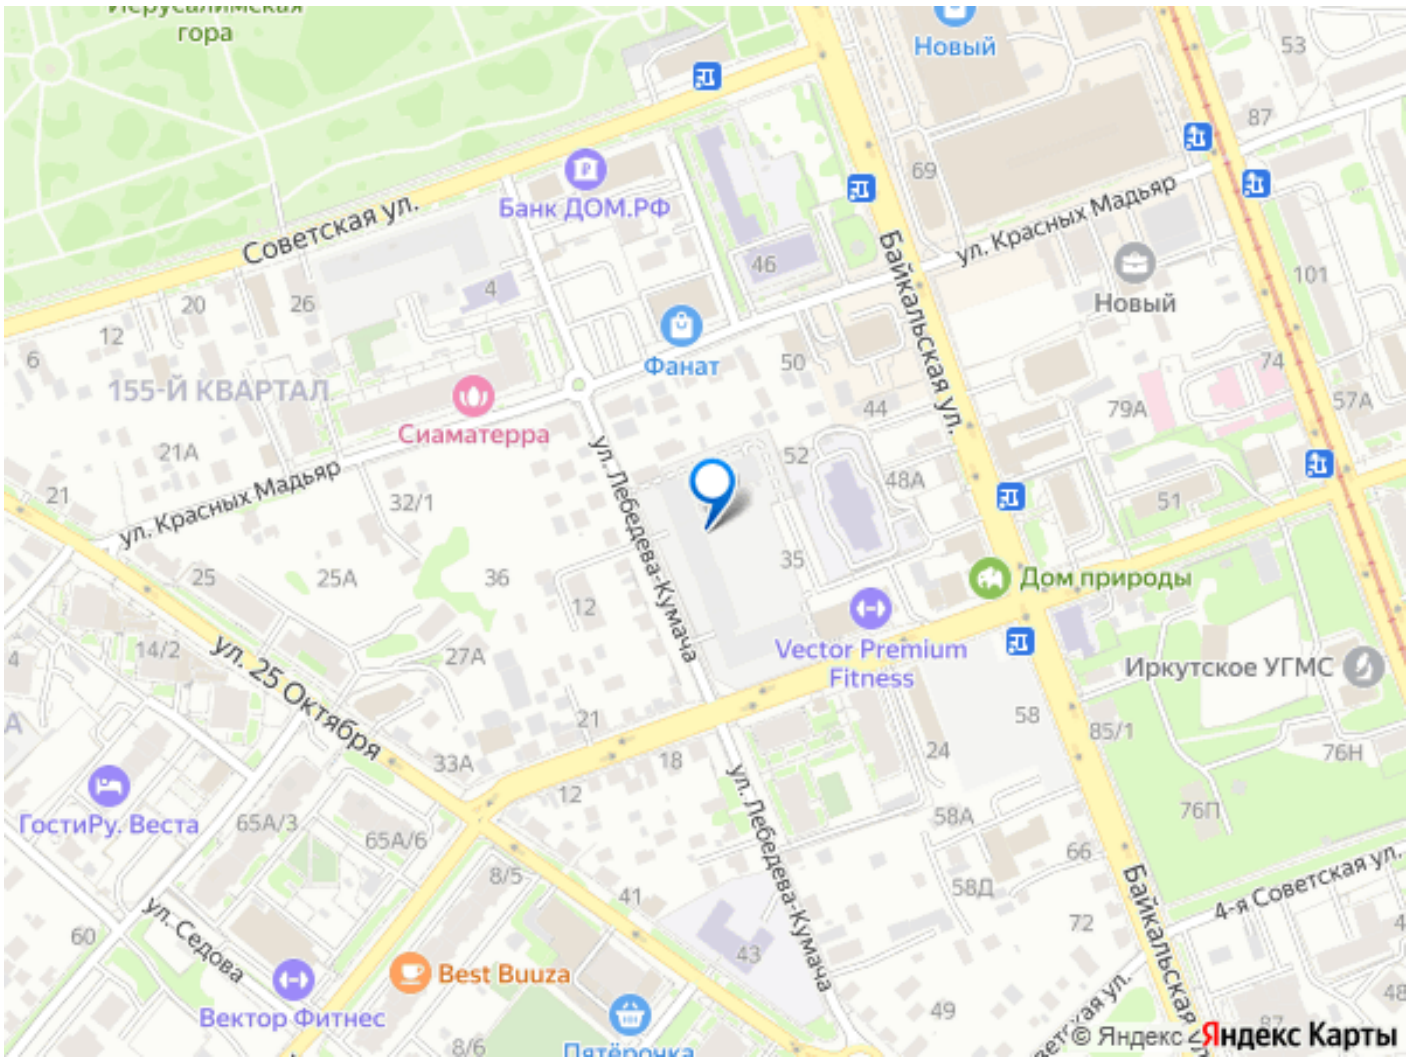 Иерусалимская
гора
Новый
53
87
69
Банк ДОМ.РФ
Советская ул.
ул. Красных Мадьяр
Байкальская ул.
46
4
26
20
12
6
101
Новый
Фанат
50
74
155-Й КВАРТАЛ
57А
79А
44
Сиаматерра
21А
52
48А
21
ул. Красных Мадьяр
32/1
ул. Лебедева-Кумача
51
25
25А
36
35
12
Дом природы
Vector Premium
Fitness
Иркутское УГМС
4
14/2
ул. 25 Октября
27А
А
21
58
85/1
76Н
33А
18
24
12
ул. Лебедева-Кумача
ГостиРу. Веста
65А/3
65А/6
58А
76П
66
8/5
41
58Д
Байкальская ул.
4-я Советская ул.
ул. Седова
60
72
4
43
Best Buuza
48
Вектор Фитнес
49
87
8/6
Пятёрочка
© Яндекс
Яндекс Карты